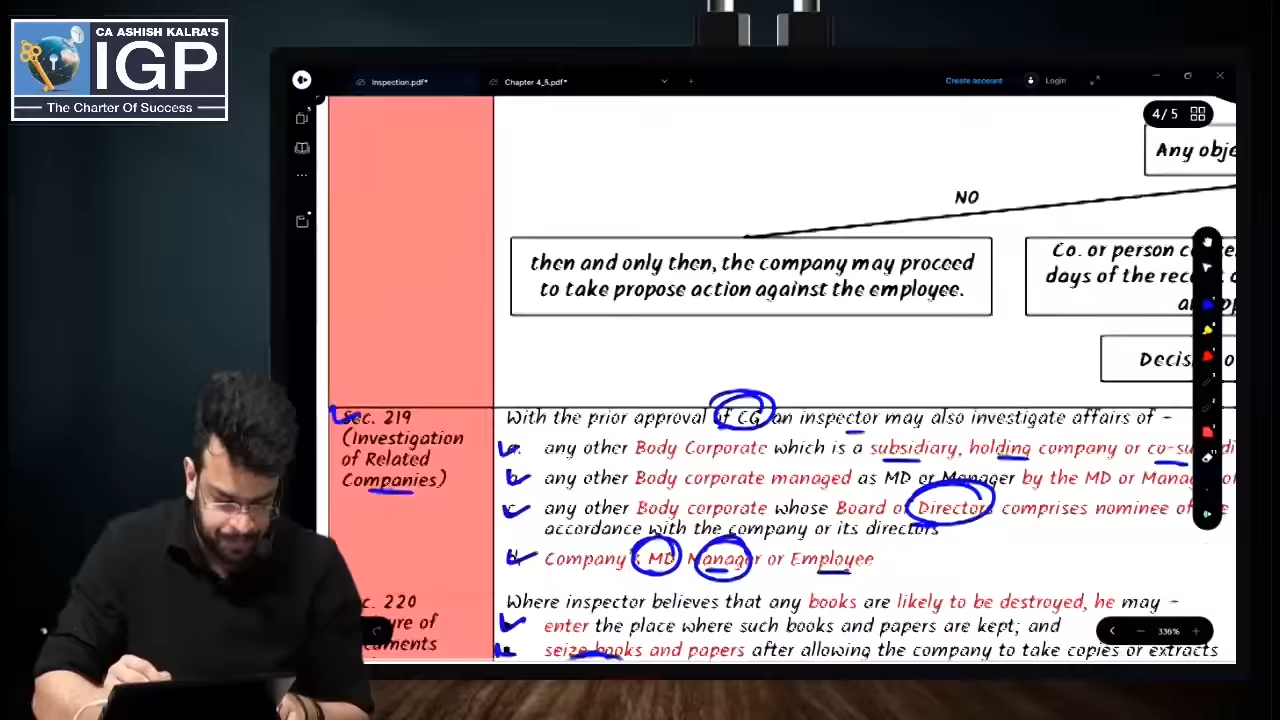 CA ASHISH KALRA'S
IGP
The Charter Of Success
Inspection.pdf*
Chapter 4_5.pdf*
Create account
Login
4 / 5
Any obje
NO
then and only then, the company may proceed
to take propose action against the employee.
Co. or person
days of the
Decis
Sec. 219
(Investigation
of Related
Companies)
With the prior approval of CG, an inspector may also investigate affairs of -
any other Body Corporate which is a subsidiary, holding company or co-su
any other Body corporate managed as MD or Manager by the MD or Manag
any other Body corporate whose Board of Directors comprises nominee of
accordance with the company or its directors
Company's MD Manager or Employee
220
of
Where inspector believes that any books are likely to be destroyed, he may -
enter the place where such books and papers are kept; and
seize books and papers after allowing the company to take copies or extracts
336%